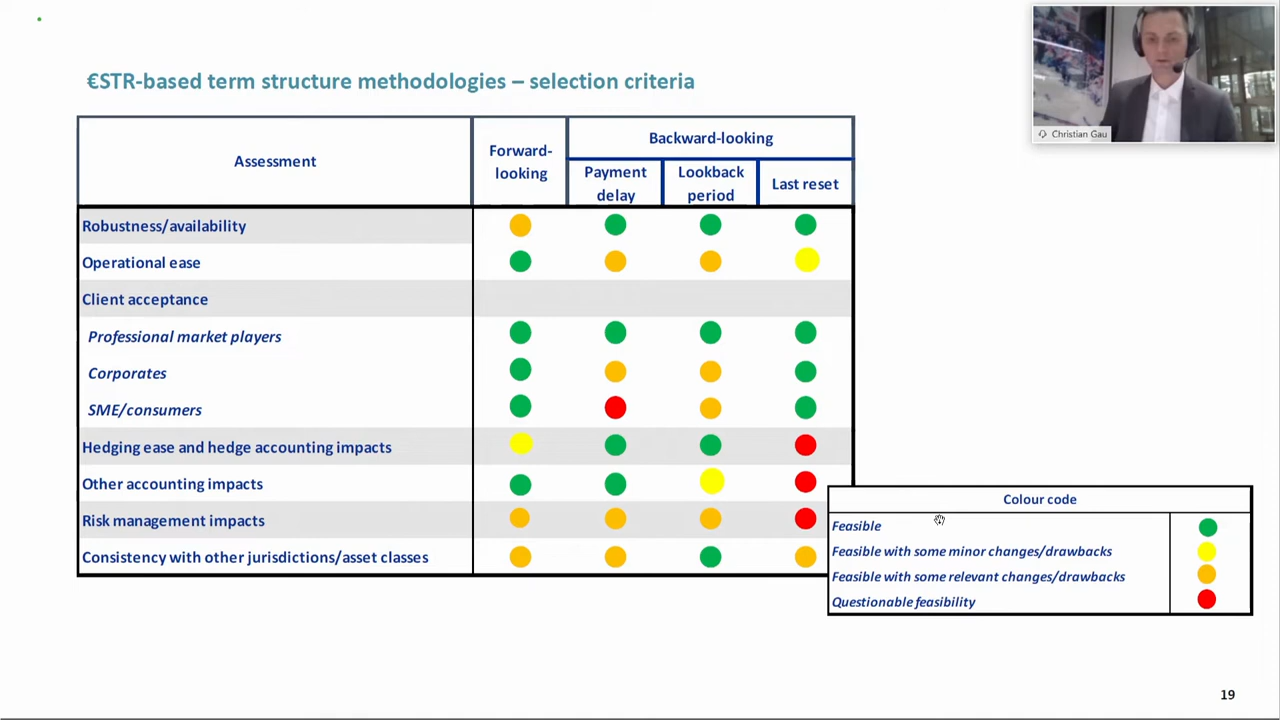 €STR-based term structure methodologies – selection criteria
Christian Gau
Assessment
Forward-
looking
Backward-looking
Payment
delay
Lookback
period
Last reset
Robustness/availability
Operational ease
Client acceptance
Professional market players
Corporates
SME/consumers
Hedging ease and hedge accounting impacts
Other accounting impacts
Risk management impacts
Consistency with other jurisdictions/asset classes
Colour code
Feasible
Feasible with some minor changes/drawbacks
Feasible with some relevant changes/drawbacks
Questionable feasibility
19